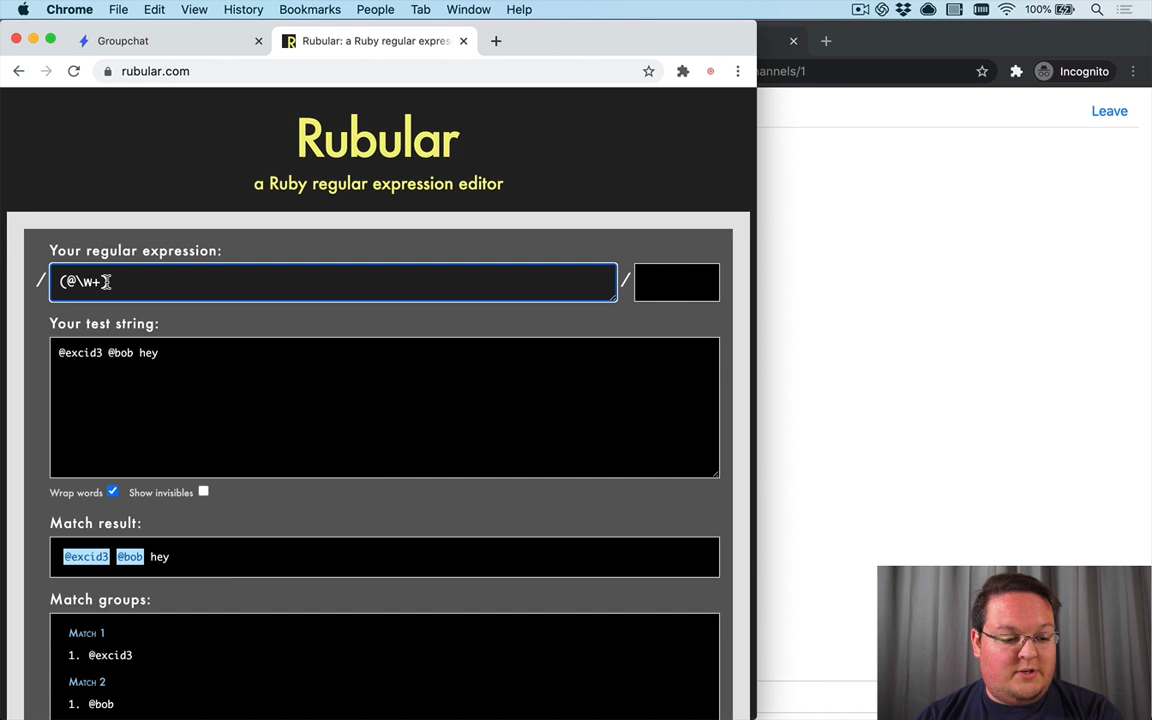 Chrome File Edit View History Bookmarks People Tab Window Help 100%
Groupchat Rubular: a Ruby regular expres
rubular.com annels/1 Incognito
Leave
Rubular
a Ruby regular expression editor
Your regular expression:
/ (@\w+) /
Your test string:
@excid3 @bob hey
Wrap words Show invisibles
Match result:
@excid3 @bob hey
Match groups:
Match 1
1. @excid3
Match 2
1. @bob